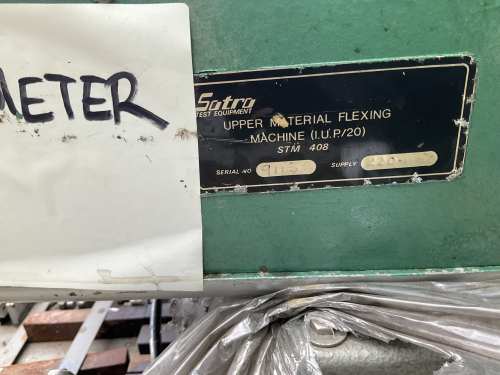 METER
Satra
TEST EQUIPMENT
UPPER MATERIAL FLEXING
MACHINE (I.U.P./20)
STM 408
SERIAL NO SUPPLY